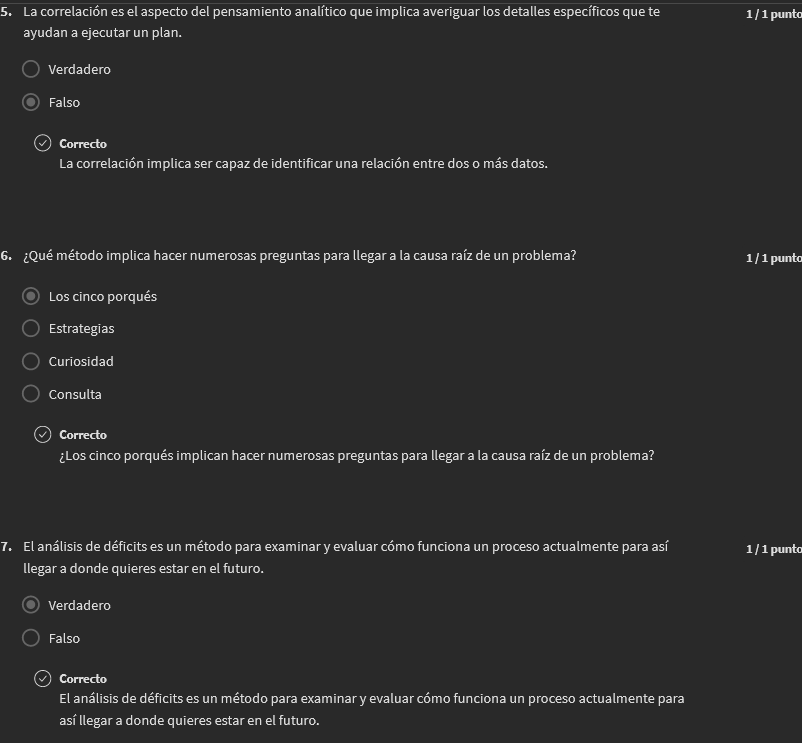 5. La correlación es el aspecto del pensamiento analítico que implica averiguar los detalles específicos que te 1 / 1 punto
ayudan a ejecutar un plan.
Verdadero
Falso
Correcto
La correlación implica ser capaz de identificar una relación entre dos o más datos.
6. ¿Qué método implica hacer numerosas preguntas para llegar a la causa raíz de un problema? 1 / 1 punto
Los cinco porqués
Estrategias
Curiosidad
Consulta
Correcto
¿Los cinco porqués implican hacer numerosas preguntas para llegar a la causa raíz de un problema?
7. El análisis de déficits es un método para examinar y evaluar cómo funciona un proceso actualmente para así 1 / 1 punto
llegar a donde quieres estar en el futuro.
Verdadero
Falso
Correcto
El análisis de déficits es un método para examinar y evaluar cómo funciona un proceso actualmente para
así llegar a donde quieres estar en el futuro.